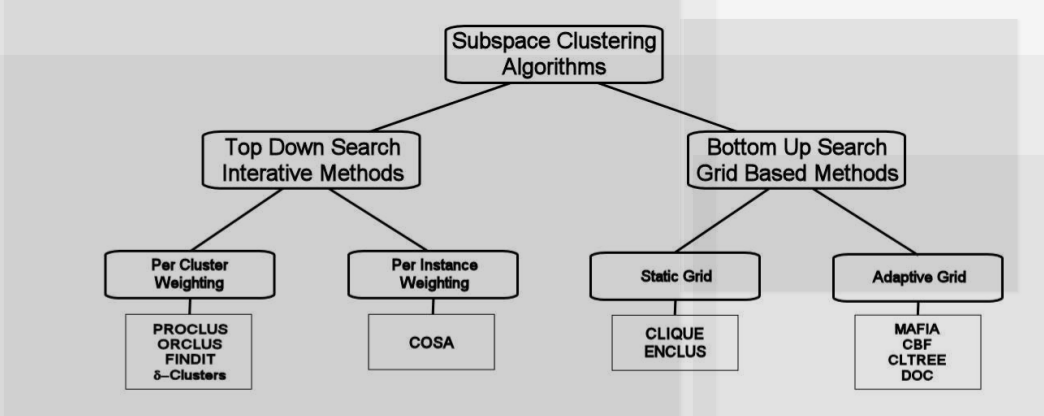 Subspace Clustering
Algorithms
Top Down Search
Interative Methods
Bottom Up Search
Grid Based Methods
Per Cluster
Weighting
Per Instance
Weighting
Static Grid
Adaptive Grid
PROCLUS
ORCLUS
FINDIT
δ–Clusters
COSA
CLIQUE
ENCLUS
MAFIA
CBF
CLTREE
DOC